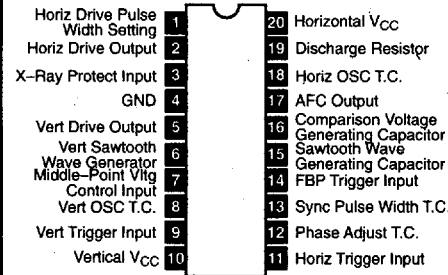 Horiz Drive Pulse
Width Setting
1
Horiz Drive Output
2
X–Ray Protect Input
3
GND
4
Vert Drive Output
5
Vert Sawtooth
Wave Generator
6
Middle–Point Vltg
Control Input
7
Vert OSC T.C.
8
Vert Trigger Input
9
Vertical VCC
10
20 Horizontal VCC
19 Discharge Resistor
18 Horiz OSC T.C.
17 AFC Output
16 Comparison Voltage
Generating Capacitor
15 Sawtooth Wave
Generating Capacitor
14 FBP Trigger Input
13 Sync Pulse Width T.C.
12 Phase Adjust T.C.
11 Horiz Trigger Input